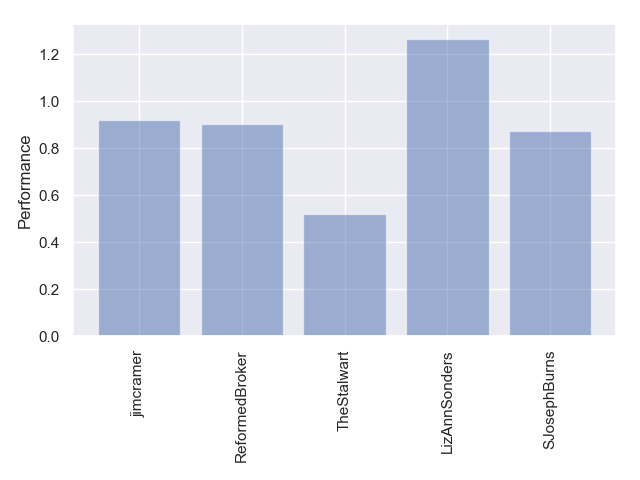 1.2
1.0
0.8
0.6
0.4
0.2
0.0
Performance
jimcramer
ReformedBroker
TheStalwart
LizAnnSonders
SJosephBurns